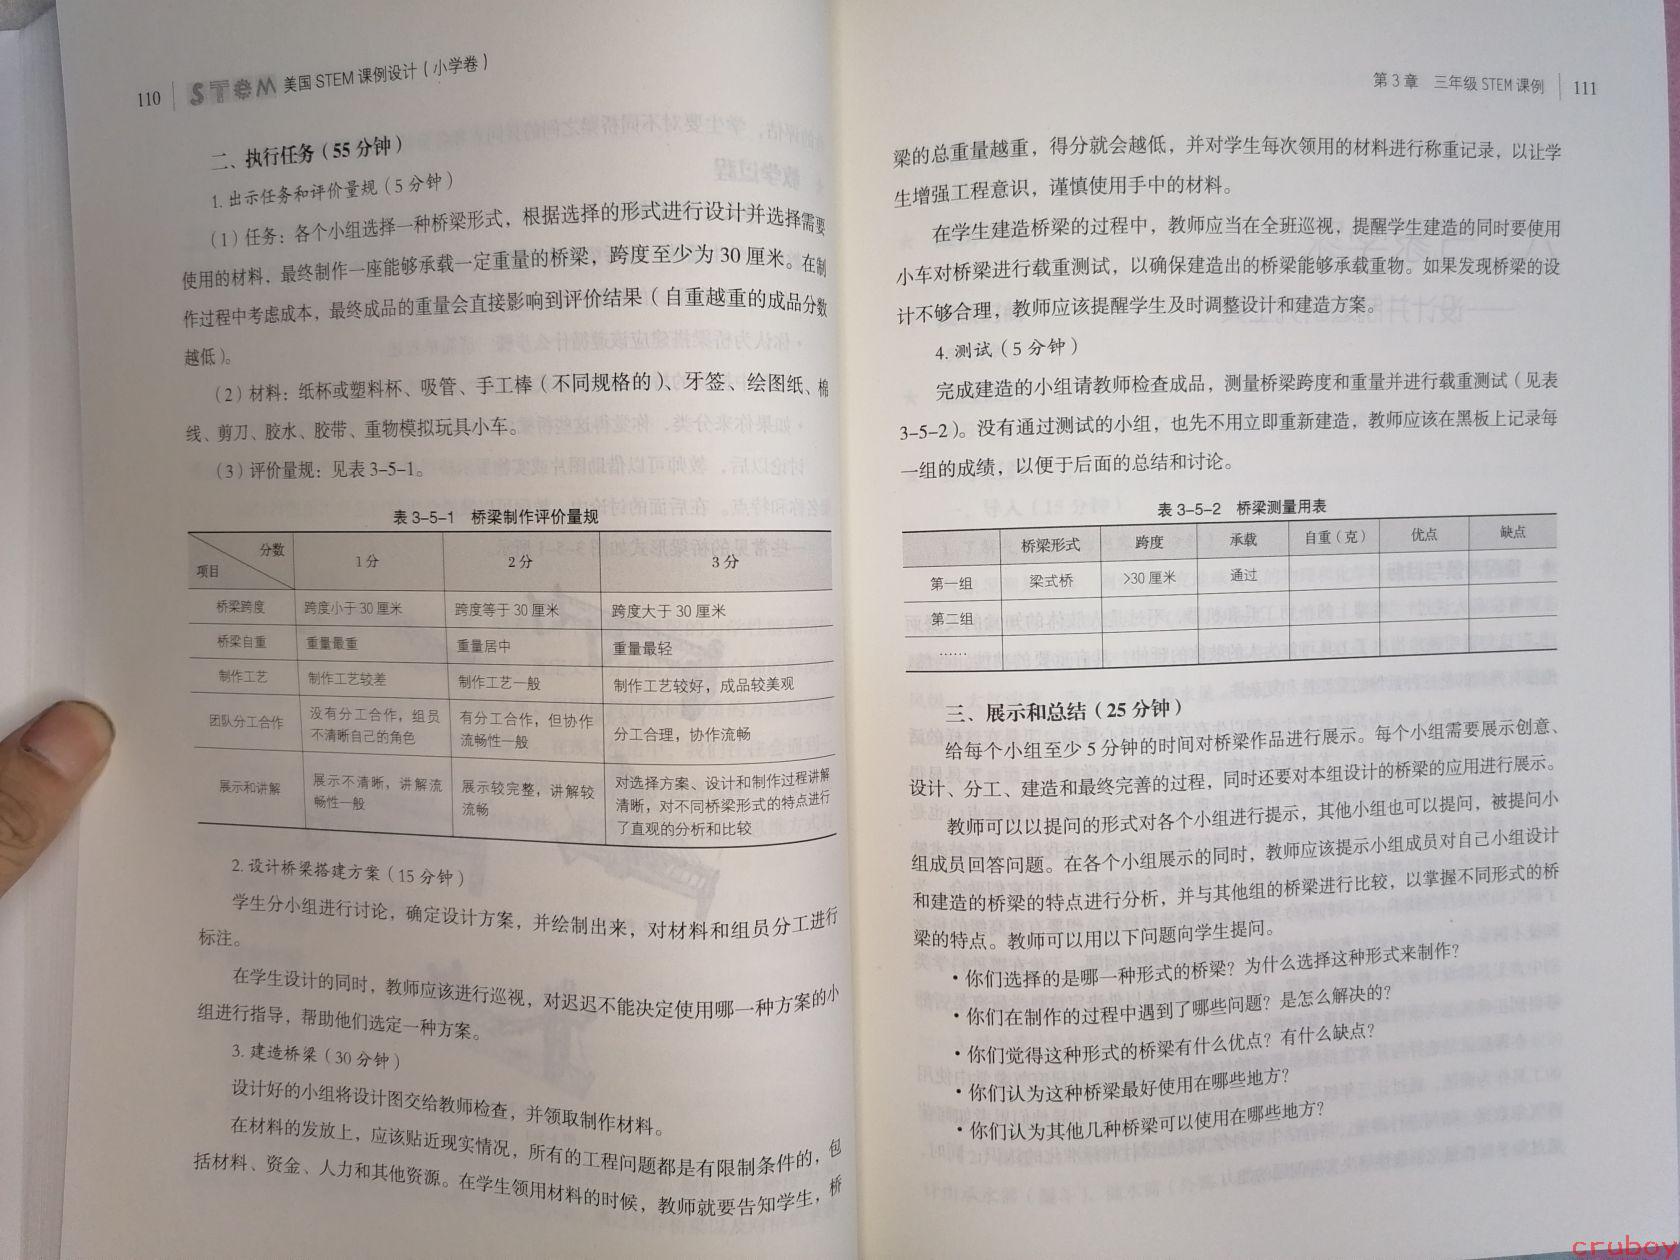 110 STEM 美国 STEM 课例设计（小学卷）
二、执行任务（55 分钟）
1. 出示任务和评价量规（5 分钟）
（1）任务：各个小组选择一种桥梁形式，根据选择的形式进行设计并选择需要
使用的材料，最终制作一座能够承载一定重量的桥梁，跨度至少为 30 厘米。在制
作过程中考虑成本，最终成品的重量会直接影响到评价结果（自重越重的成品分数
越低）。
（2）材料：纸杯或塑料杯、吸管、手工棒（不同规格的）、牙签、绘图纸、棉
线、剪刀、胶水、胶带、重物模拟玩具小车。
（3）评价量规：见表 3-5-1。
表 3-5-1 桥梁制作评价量规
分数
项目 1 分 2 分 3 分
桥梁跨度 跨度小于 30 厘米 跨度等于 30 厘米 跨度大于 30 厘米
桥梁自重 重量最重 重量居中 重量最轻
制作工艺 制作工艺较差 制作工艺一般 制作工艺较好，成品较美观
团队分工合作 没有分工合作，组员 有分工合作，但协作 分工合理，协作流畅
不清晰自己的角色 流畅性一般
展示和讲解 展示不清晰，讲解流 展示较完整，讲解较 对选择方案、设计和制作过程讲解
畅性一般 流畅 清晰，对不同桥梁形式的特点进行
了直观的分析和比较
2. 设计桥梁搭建方案（15 分钟）
学生分小组进行讨论，确定设计方案，并绘制出来，对材料和组员分工进行
标注。
在学生设计的同时，教师应该进行巡视，对迟迟不能决定使用哪一种方案的小
组进行指导，帮助他们选定一种方案。
3. 建造桥梁（30 分钟）
设计好的小组将设计图交给教师检查，并领取制作材料。
在材料的发放上，应该贴近现实情况，所有的工程问题都是有限制条件的，包
括材料、资金、人力和其他资源。在学生领用材料的时候，教师就要告知学生，桥
第 3 章 三年级 STEM 课例 111
梁的总重量越重，得分就会越低，并对学生每次领用的材料进行称重记录，以让学
生增强工程意识，谨慎使用手中的材料。
在学生建造桥梁的过程中，教师应当在全班巡视，提醒学生建造的同时要使用
小车对桥梁进行载重测试，以确保建造出的桥梁能够承载重物。如果发现桥梁的设
计不够合理，教师应该提醒学生及时调整设计和建造方案。
4. 测试（5 分钟）
完成建造的小组请教师检查成品，测量桥梁跨度和重量并进行载重测试（见表
3-5-2）。没有通过测试的小组，也先不用立即重新建造，教师应该在黑板上记录每
一组的成绩，以便于后面的总结和讨论。
表 3-5-2 桥梁测量用表
桥梁形式 跨度 承载 自重（克） 优点 缺点
第一组 梁式桥 >30 厘米 通过
第二组
……
三、展示和总结（25 分钟）
给每个小组至少 5 分钟的时间对桥梁作品进行展示。每个小组需要展示创意、
设计、分工、建造和最终完善的过程，同时还要对本组设计的桥梁的应用进行展示。
教师可以以提问的形式对各个小组进行提示，其他小组也可以提问，被提问小
组成员回答问题。在各个小组展示的同时，教师应该提示小组成员对自己小组设计
和建造的桥梁的特点进行分析，并与其他组的桥梁进行比较，以掌握不同形式的桥
梁的特点。教师可以用以下问题向学生提问。
・你们选择的是哪一种形式的桥梁？为什么选择这种形式来制作？
・你们在制作的过程中遇到了哪些问题？是怎么解决的？
・你们觉得这种形式的桥梁有什么优点？有什么缺点？
・你们认为这种桥梁最好使用在哪些地方？
・你们认为其他几种桥梁可以使用在哪些地方？
cruboy